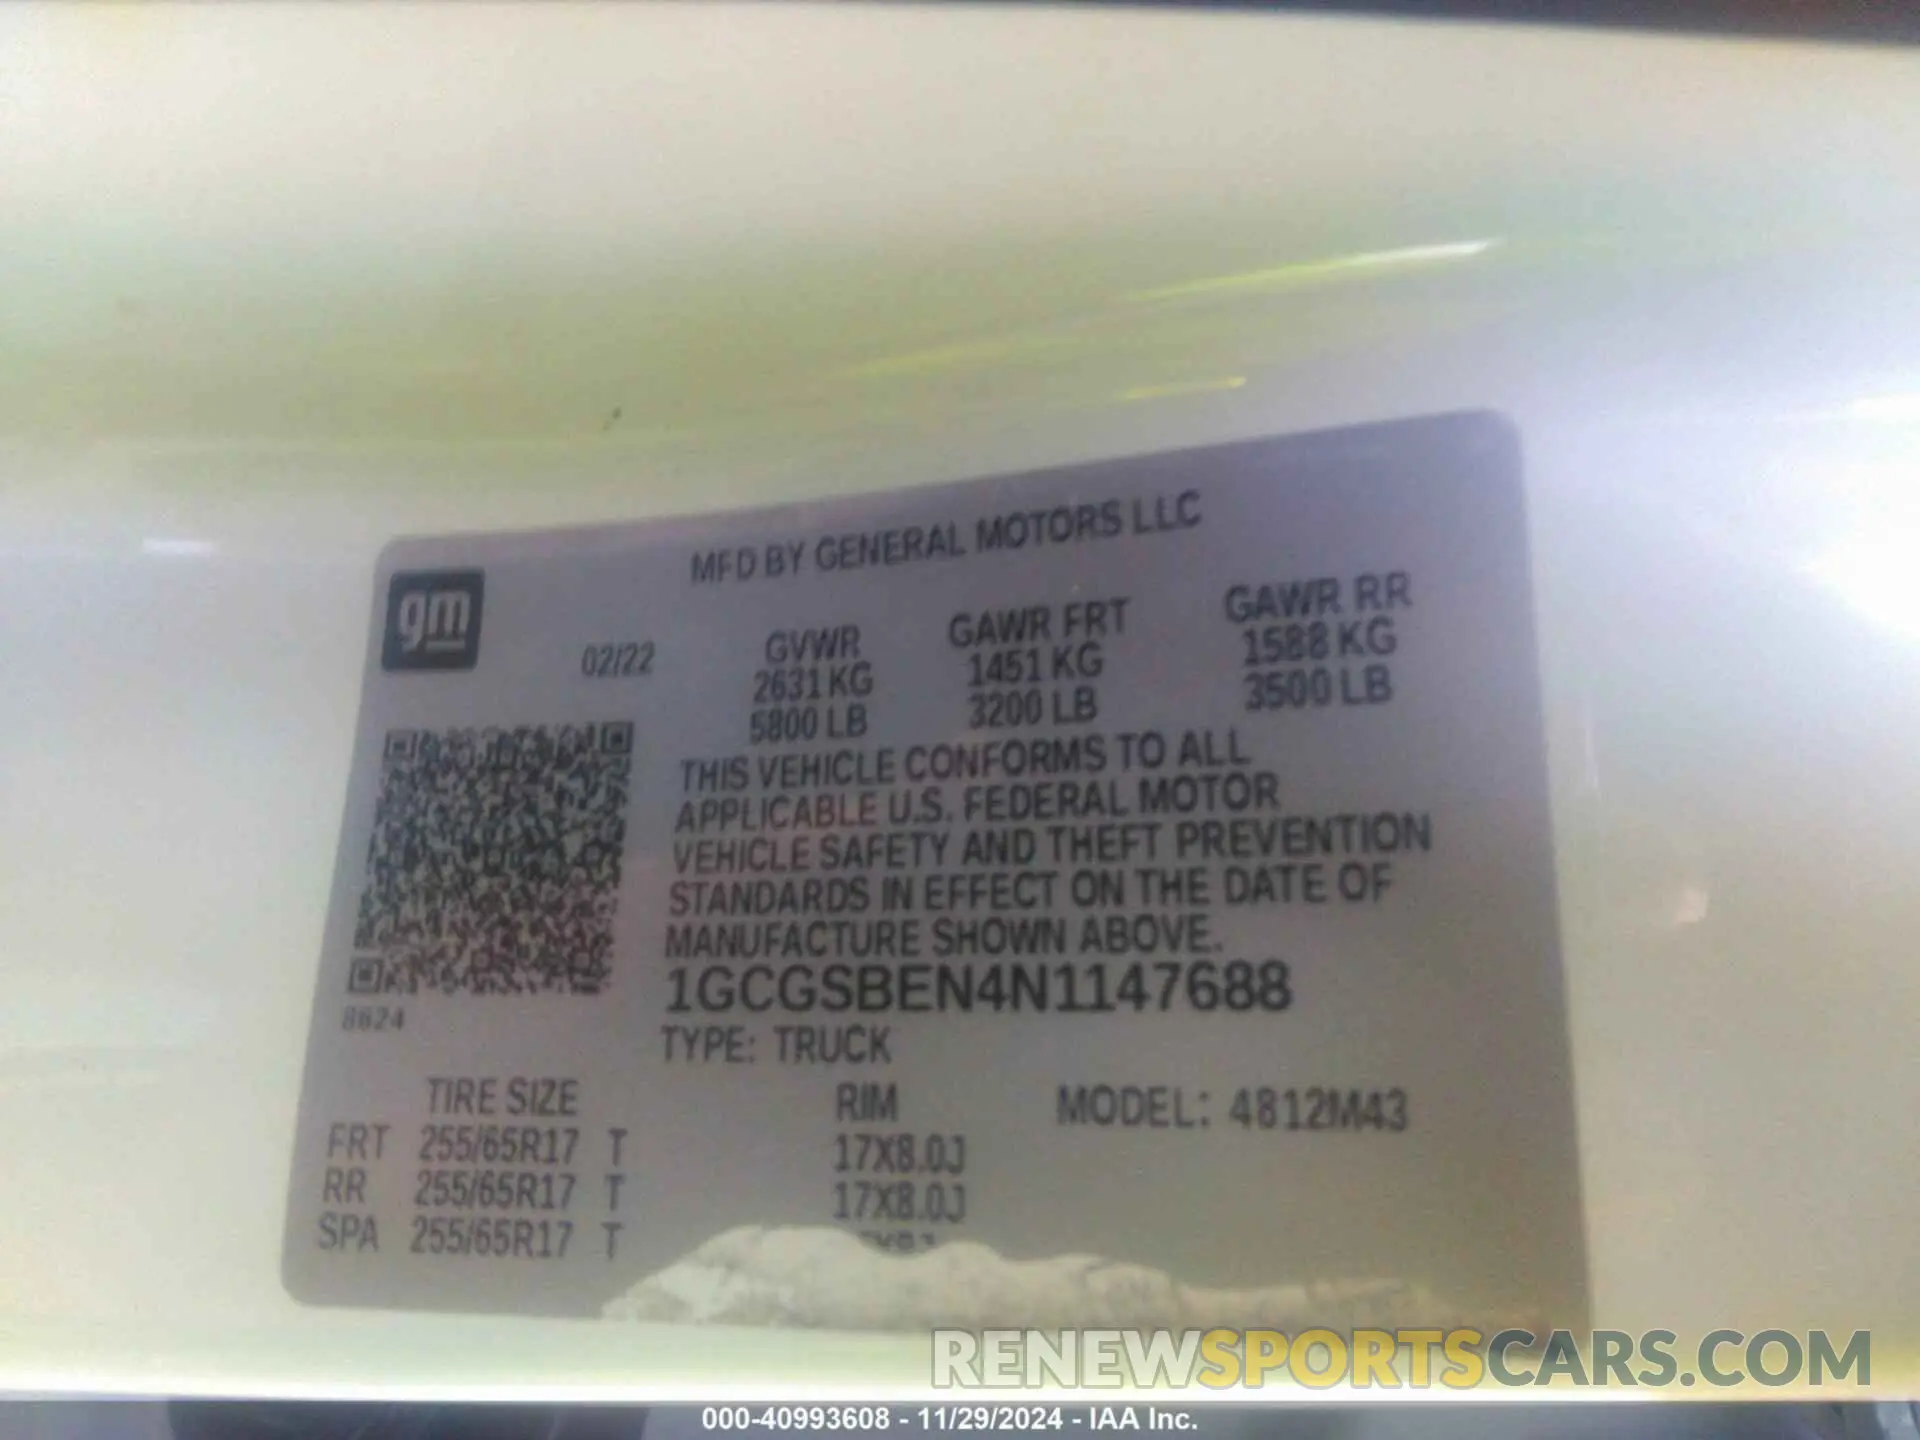 MFD BY GENERAL MOTORS LLC
gm
02/22
GVWR GAWR FRT GAWR RR
2631 KG 1451 KG 1588 KG
5800 LB 3200 LB 3500 LB
THIS VEHICLE CONFORMS TO ALL
APPLICABLE U.S. FEDERAL MOTOR
VEHICLE SAFETY AND THEFT PREVENTION
STANDARDS IN EFFECT ON THE DATE OF
MANUFACTURE SHOWN ABOVE.
1GCGSBEN4N1147688
8624
TYPE: TRUCK
TIRE SIZE RIM MODEL: 4812M43
FRT 255/65R17 T 17X8.0J
RR 255/65R17 T 17X8.0J
SPA 255/65R17 T
RENEWSPORTSCARS.COM
000-40993608 - 11/29/2024 - IAA Inc.